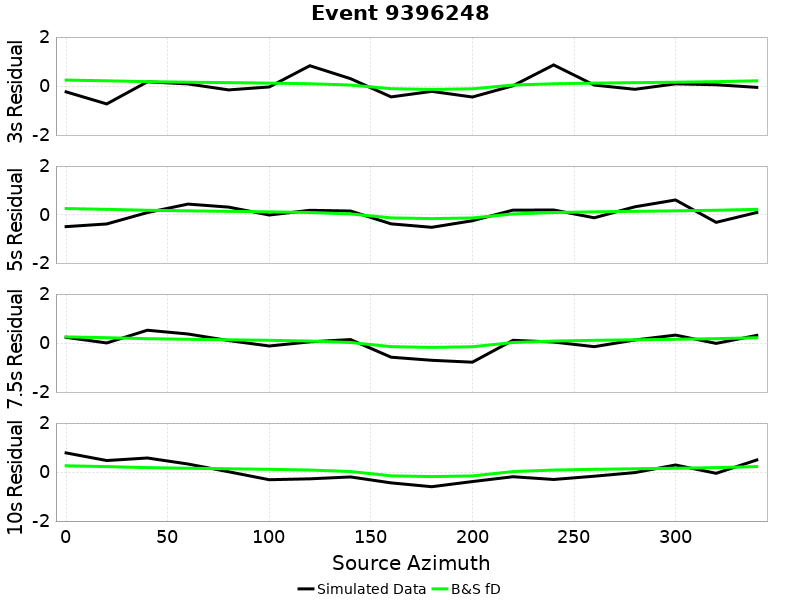 Event 9396248
3s Residual
2
0
-2
5s Residual
2
0
-2
7.5s Residual
2
0
-2
10s Residual
2
0
-2
0 50 100 150 200 250 300
Source Azimuth
Simulated Data B&S fD